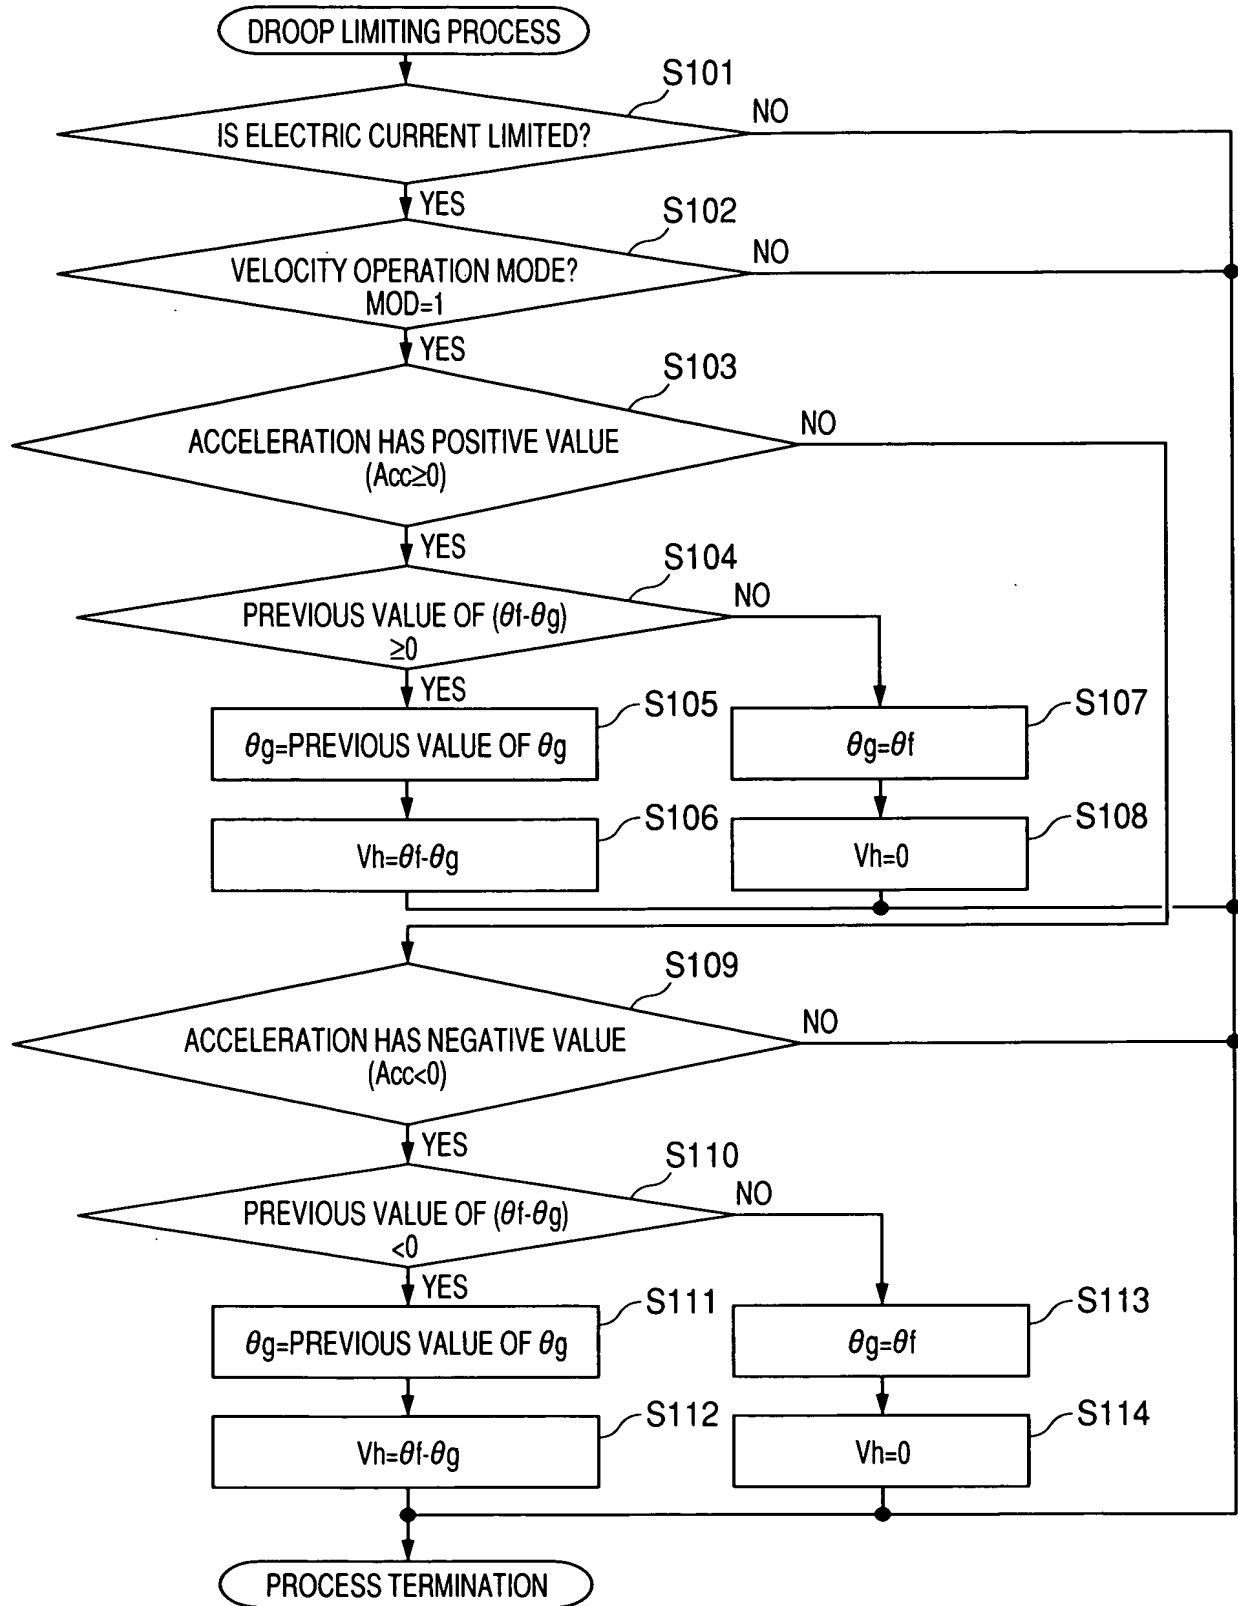 DROOP LIMITING PROCESS
S101
IS ELECTRIC CURRENT LIMITED?
NO
YES
S102
VELOCITY OPERATION MODE?
MOD=1
NO
YES
S103
ACCELERATION HAS POSITIVE VALUE
(Acc≥0)
NO
YES
S104
PREVIOUS VALUE OF (θf-θg)
≥0
NO
YES
S105
θg=PREVIOUS VALUE OF θg
S107
θg=θf
S106
Vh=θf-θg
S108
Vh=0
S109
ACCELERATION HAS NEGATIVE VALUE
(Acc<0)
NO
YES
S110
PREVIOUS VALUE OF (θf-θg)
<0
NO
YES
S111
θg=PREVIOUS VALUE OF θg
S113
θg=θf
S112
Vh=θf-θg
S114
Vh=0
PROCESS TERMINATION